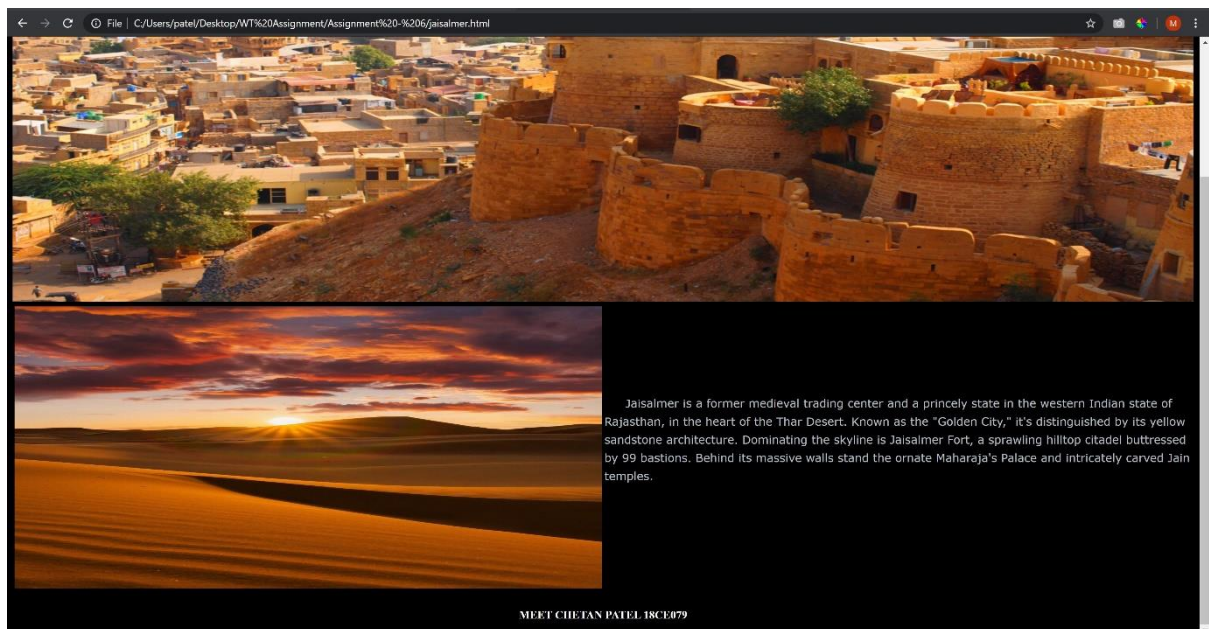 File | C:/Users/patel/Desktop/WT%20Assignment/Assignment%20-%206/jaisalmer.html
M
Jaisalmer is a former medieval trading center and a princely state in the western Indian state of
Rajasthan, in the heart of the Thar Desert. Known as the "Golden City," it's distinguished by its yellow
sandstone architecture. Dominating the skyline is Jaisalmer Fort, a sprawling hilltop citadel buttressed
by 99 bastions. Behind its massive walls stand the ornate Maharaja's Palace and intricately carved Jain
temples.
MEET CHETAN PATEL 18CE079